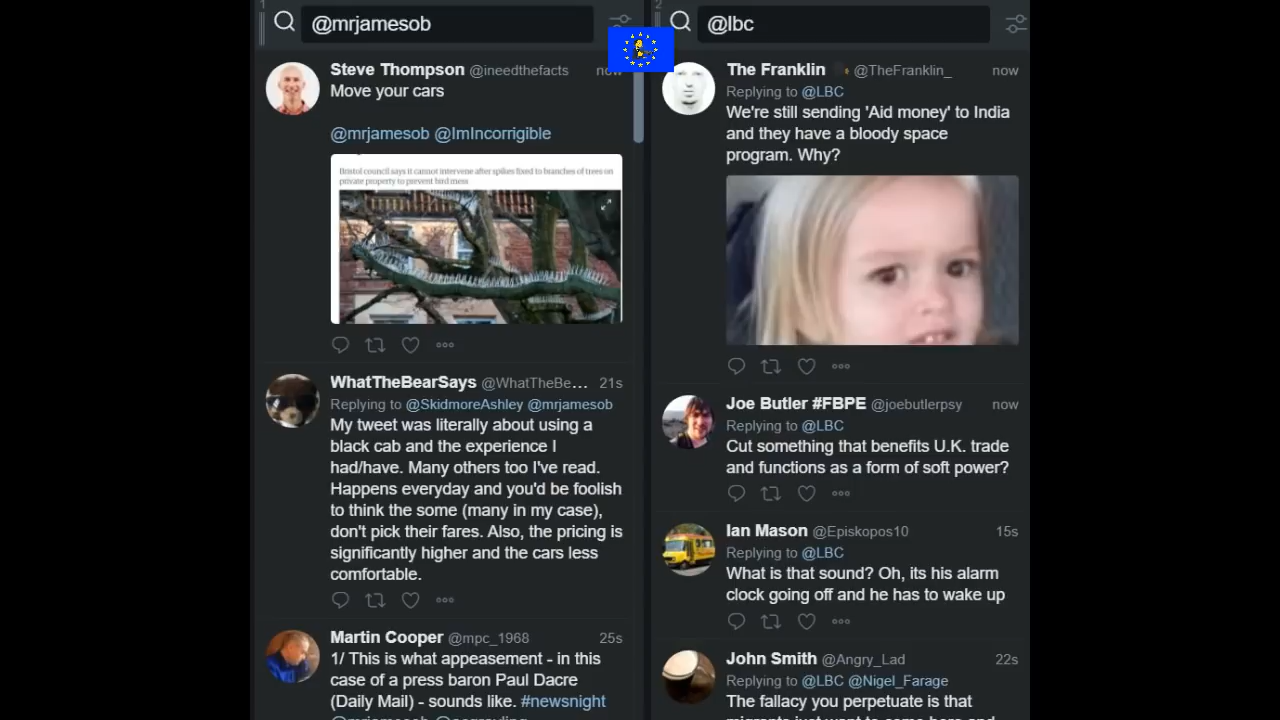 1
@mrjamesob
Steve Thompson @ineedthefacts now
Move your cars
@mrjamesob @ImIncorrigible
Bristol council says it cannot intervene after spikes fixed to branches of trees on
private property to prevent bird mess
WhatTheBearSays @WhatTheBe... 21s
Replying to @SkidmoreAshley @mrjamesob
My tweet was literally about using a
black cab and the experience I
had/have. Many others too I've read.
Happens everyday and you'd be foolish
to think the some (many in my case),
don't pick their fares. Also, the pricing is
significantly higher and the cars less
comfortable.
Martin Cooper @mpc_1968 25s
1/ This is what appeasement - in this
case of a press baron Paul Dacre
(Daily Mail) - sounds like. #newsnight
2
@lbc
The Franklin @TheFranklin_ now
Replying to @LBC
We're still sending 'Aid money' to India
and they have a bloody space
program. Why?
Joe Butler #FBPE @joebutlerpsy now
Replying to @LBC
Cut something that benefits U.K. trade
and functions as a form of soft power?
Ian Mason @Episkopos10 15s
Replying to @LBC
What is that sound? Oh, its his alarm
clock going off and he has to wake up
John Smith @Angry_Lad 22s
Replying to @LBC @Nigel_Farage
The fallacy you perpetuate is that